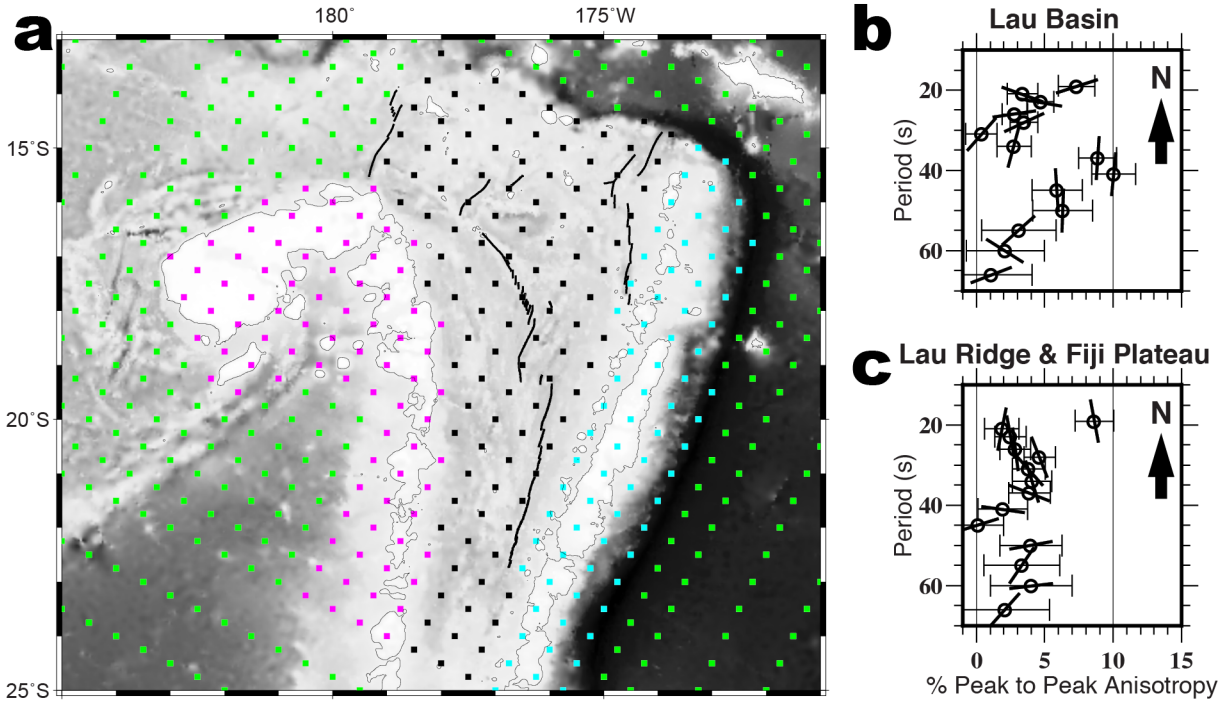 a
180°
175°W
15°S
20°S
25°S
b
Lau Basin
N
20
40
60
Period (s)
c
Lau Ridge & Fiji Plateau
N
20
40
60
Period (s)
0 5 10 15
% Peak to Peak Anisotropy